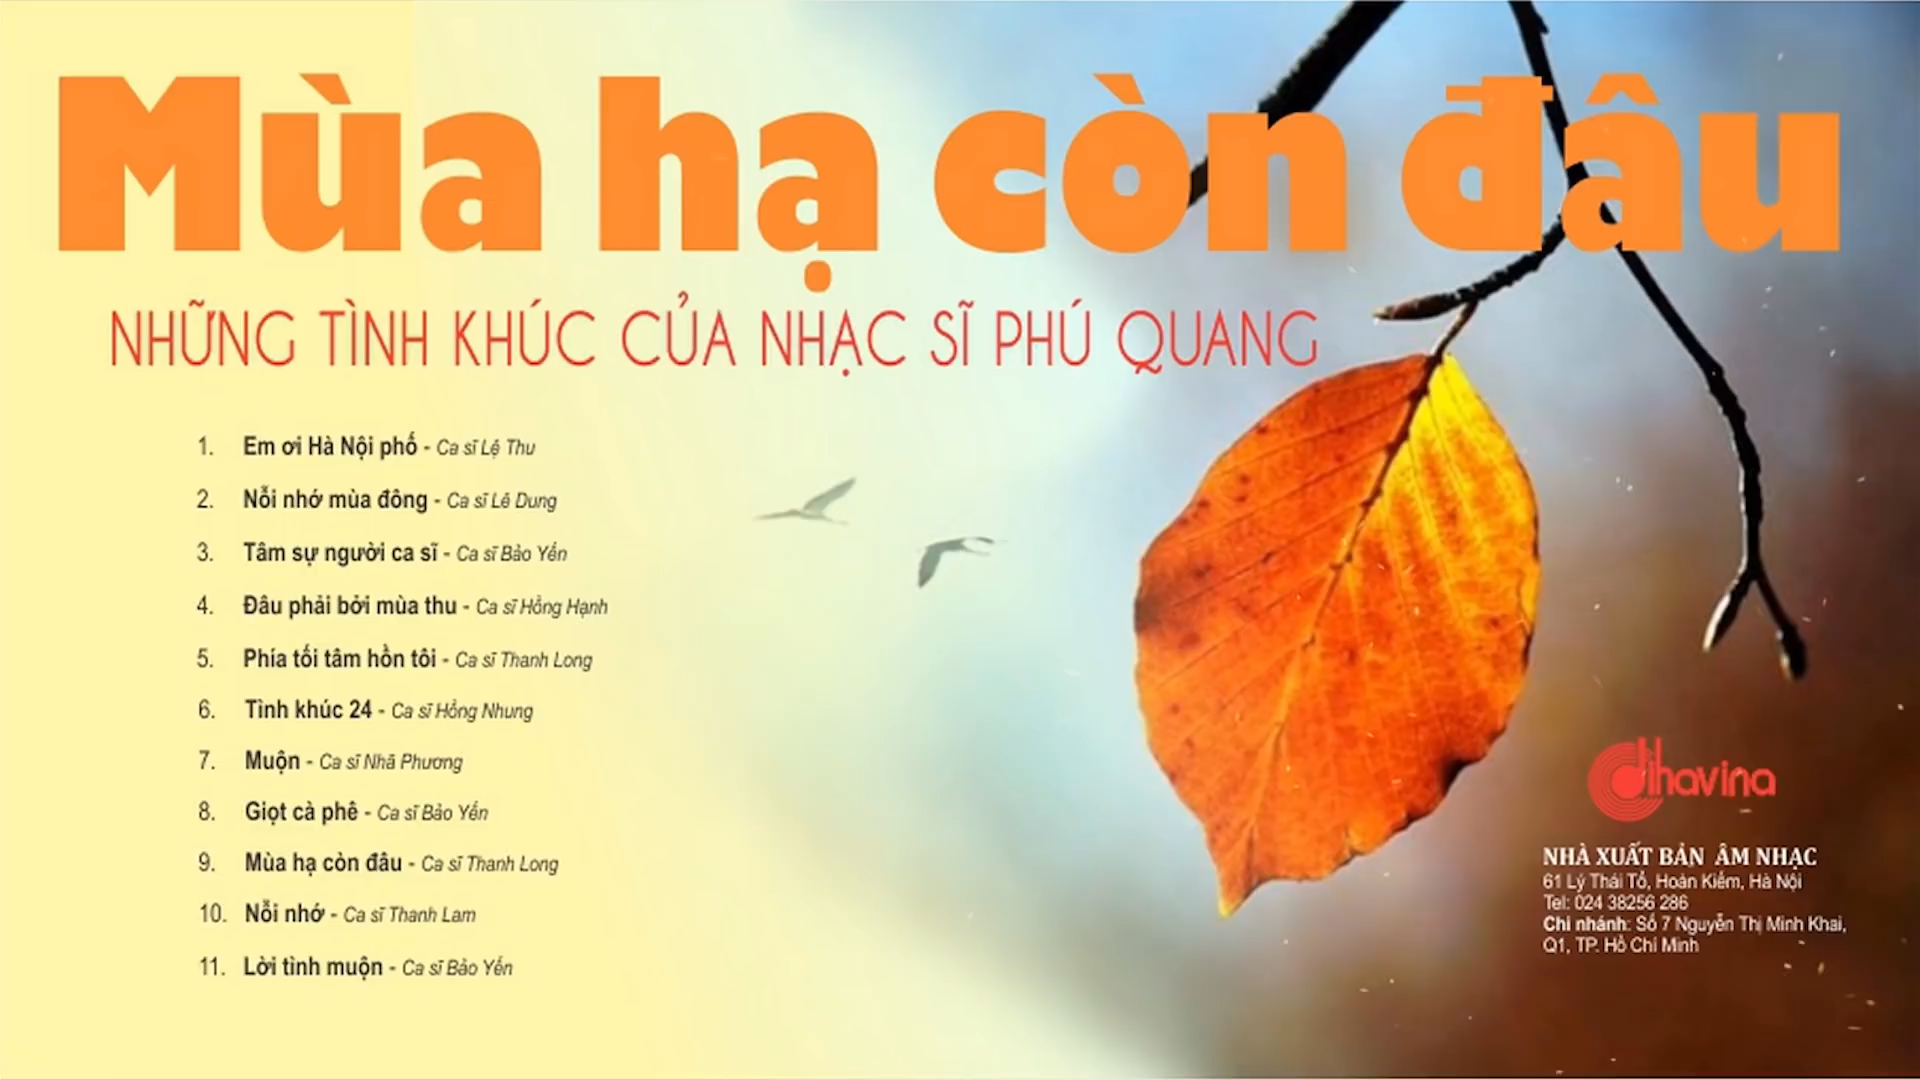 Mùa hạ còn đâu
NHỮNG TÌNH KHÚC CỦA NHẠC SĨ PHÚ QUANG
1. Em ơi Hà Nội phố - Ca sĩ Lệ Thu
2. Nỗi nhớ mùa đông - Ca sĩ Lê Dung
3. Tâm sự người ca sĩ - Ca sĩ Bảo Yến
4. Đâu phải bởi mùa thu - Ca sĩ Hồng Hạnh
5. Phía tối tâm hồn tôi - Ca sĩ Thanh Long
6. Tình khúc 24 - Ca sĩ Hồng Nhung
7. Muộn - Ca sĩ Nhã Phương
8. Giọt cà phê - Ca sĩ Bảo Yến
9. Mùa hạ còn đâu - Ca sĩ Thanh Long
10. Nỗi nhớ - Ca sĩ Thanh Lam
11. Lời tình muộn - Ca sĩ Bảo Yến
dihavina
NHÀ XUẤT BẢN ÂM NHẠC
61 Lý Thái Tổ, Hoàn Kiếm, Hà Nội
Tel: 024 38256 286
Chi nhánh: Số 7 Nguyễn Thị Minh Khai,
Q1, TP. Hồ Chí Minh